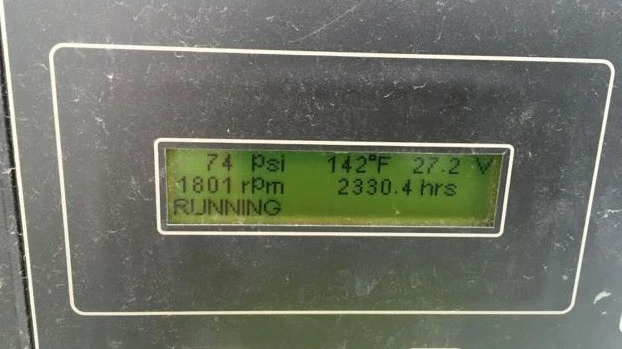 74 psi 142°F 27.2 V
1801 rpm 2330.4 hrs
RUNNING